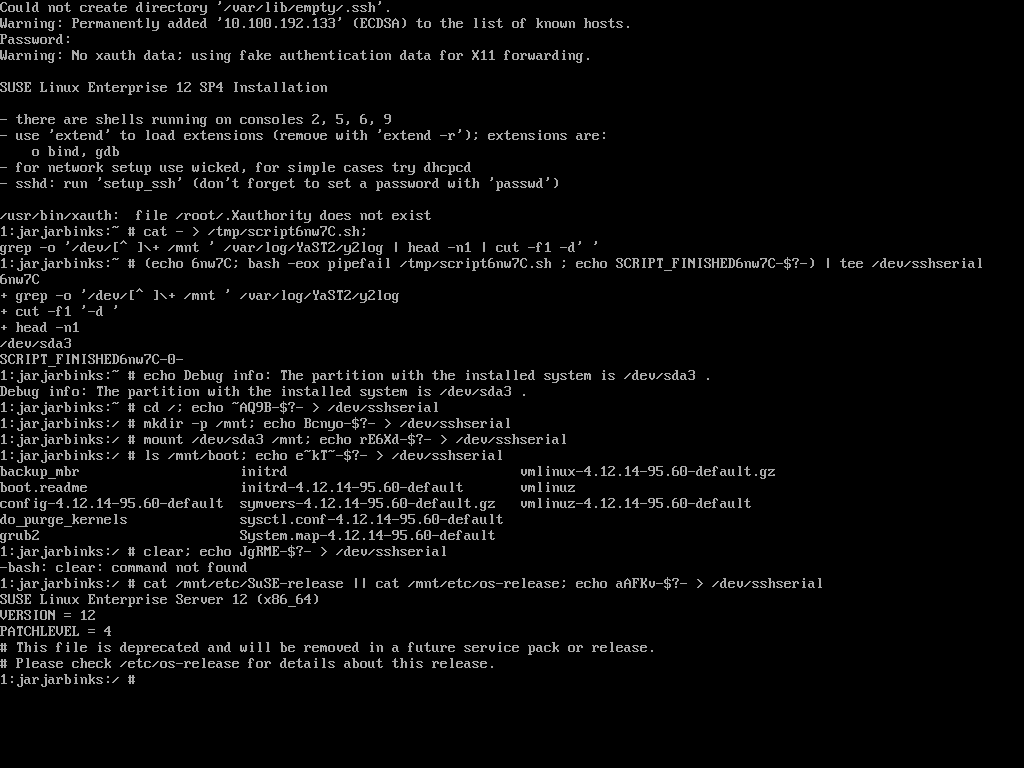 Could not create directory '/var/lib/empty/.ssh'.
Warning: Permanently added '10.100.192.133' (ECDSA) to the list of known hosts.
Password:
Warning: No xauth data; using fake authentication data for X11 forwarding.
SUSE Linux Enterprise 12 SP4 Installation
- there are shells running on consoles 2, 5, 6, 9
- use 'extend' to load extensions (remove with 'extend -r'); extensions are:
    o bind, gdb
- for network setup use wicked, for simple cases try dhcpcd
- sshd: run 'setup_ssh' (don't forget to set a password with 'passwd')
/usr/bin/xauth:  file /root/.Xauthority does not exist
1:jarjarbinks:~ # cat - > /tmp/script6nw7C.sh;
grep -o '/dev/[^ ]\+ /mnt ' /var/log/YaST2/y2log | head -n1 | cut -f1 -d' '
1:jarjarbinks:~ # (echo 6nw7C; bash -eox pipefail /tmp/script6nw7C.sh ; echo SCRIPT_FINISHED6nw7C-$?-) | tee /dev/sshserial
6nw7C
+ grep -o '/dev/[^ ]\+ /mnt ' /var/log/YaST2/y2log
+ cut -f1 '-d '
+ head -n1
/dev/sda3
SCRIPT_FINISHED6nw7C-0-
1:jarjarbinks:~ # echo Debug info: The partition with the installed system is /dev/sda3 .
Debug info: The partition with the installed system is /dev/sda3 .
1:jarjarbinks:~ # cd /; echo ~AQ9B-$?- > /dev/sshserial
1:jarjarbinks:/ # mkdir -p /mnt; echo Bcnyo-$?- > /dev/sshserial
1:jarjarbinks:/ # mount /dev/sda3 /mnt; echo rE6Xd-$?- > /dev/sshserial
1:jarjarbinks:/ # ls /mnt/boot; echo e~kT~-$?- > /dev/sshserial
backup_mbr                    initrd                             vmlinux-4.12.14-95.60-default.gz
boot.readme                   initrd-4.12.14-95.60-default       vmlinuz
config-4.12.14-95.60-default  symvers-4.12.14-95.60-default.gz   vmlinuz-4.12.14-95.60-default
do_purge_kernels              sysctl.conf-4.12.14-95.60-default
grub2                         System.map-4.12.14-95.60-default
1:jarjarbinks:/ # clear; echo JgRME-$?- > /dev/sshserial
-bash: clear: command not found
1:jarjarbinks:/ # cat /mnt/etc/SuSE-release || cat /mnt/etc/os-release; echo aAFKv-$?- > /dev/sshserial
SUSE Linux Enterprise Server 12 (x86_64)
VERSION = 12
PATCHLEVEL = 4
# This file is deprecated and will be removed in a future service pack or release.
# Please check /etc/os-release for details about this release.
1:jarjarbinks:/ #